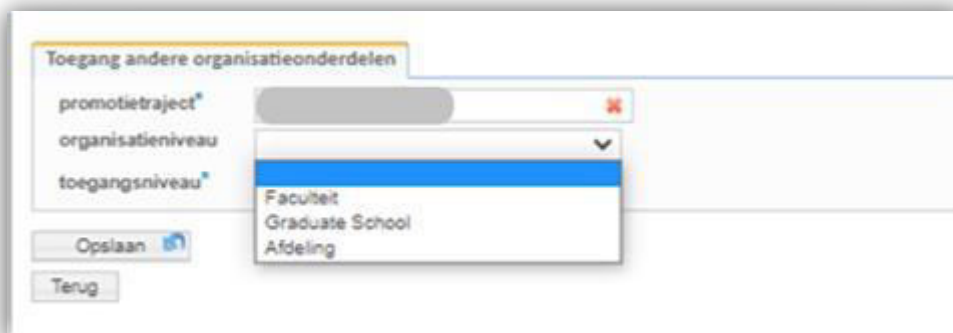 Toegang andere organisatieonderdelen
promotietraject*
organisatieniveau
toegangsniveau*
Faculteit
Graduate School
Afdeling
Opslaan
Terug